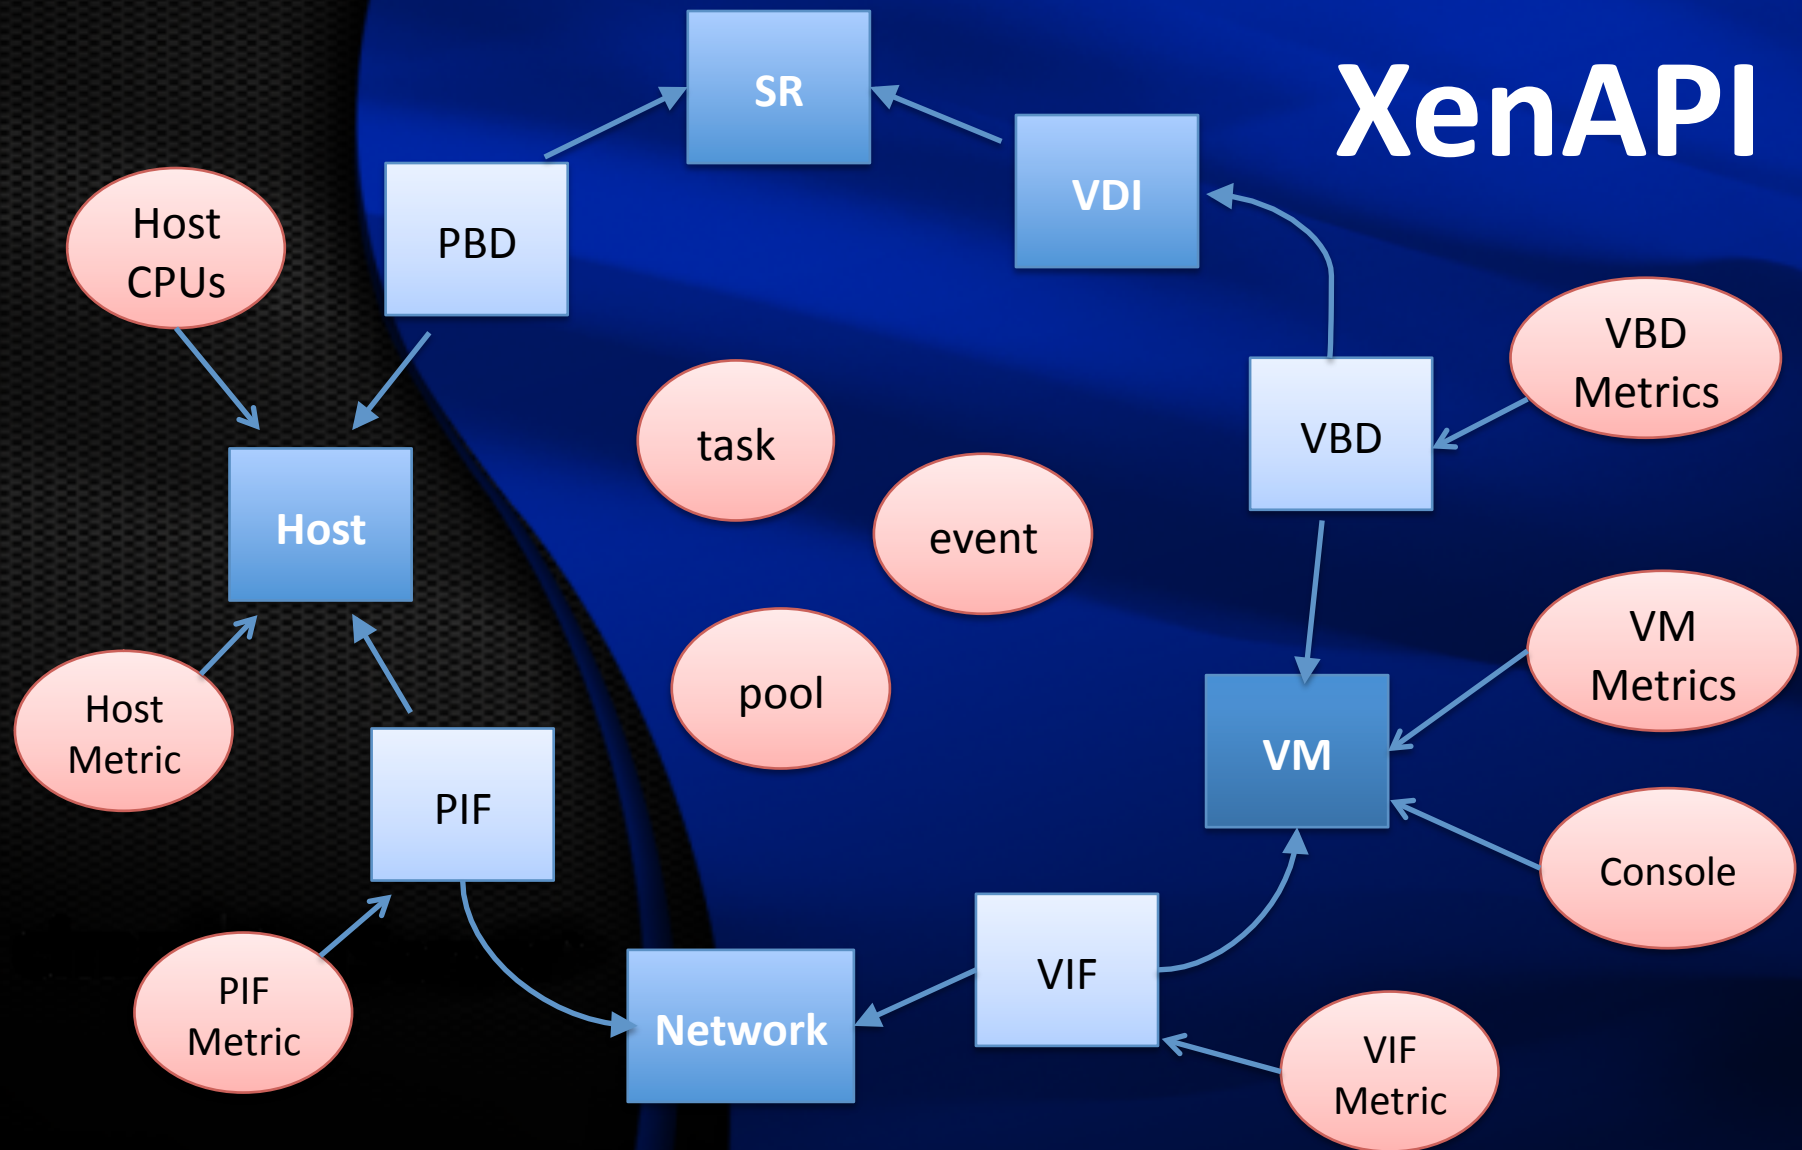 XenAPI
SR
VDI
PBD
Host
CPUs
VBD
Metrics
VBD
task
event
Host
VM
Metrics
pool
Host
Metric
VM
PIF
Console
VIF
Network
PIF
Metric
VIF
Metric